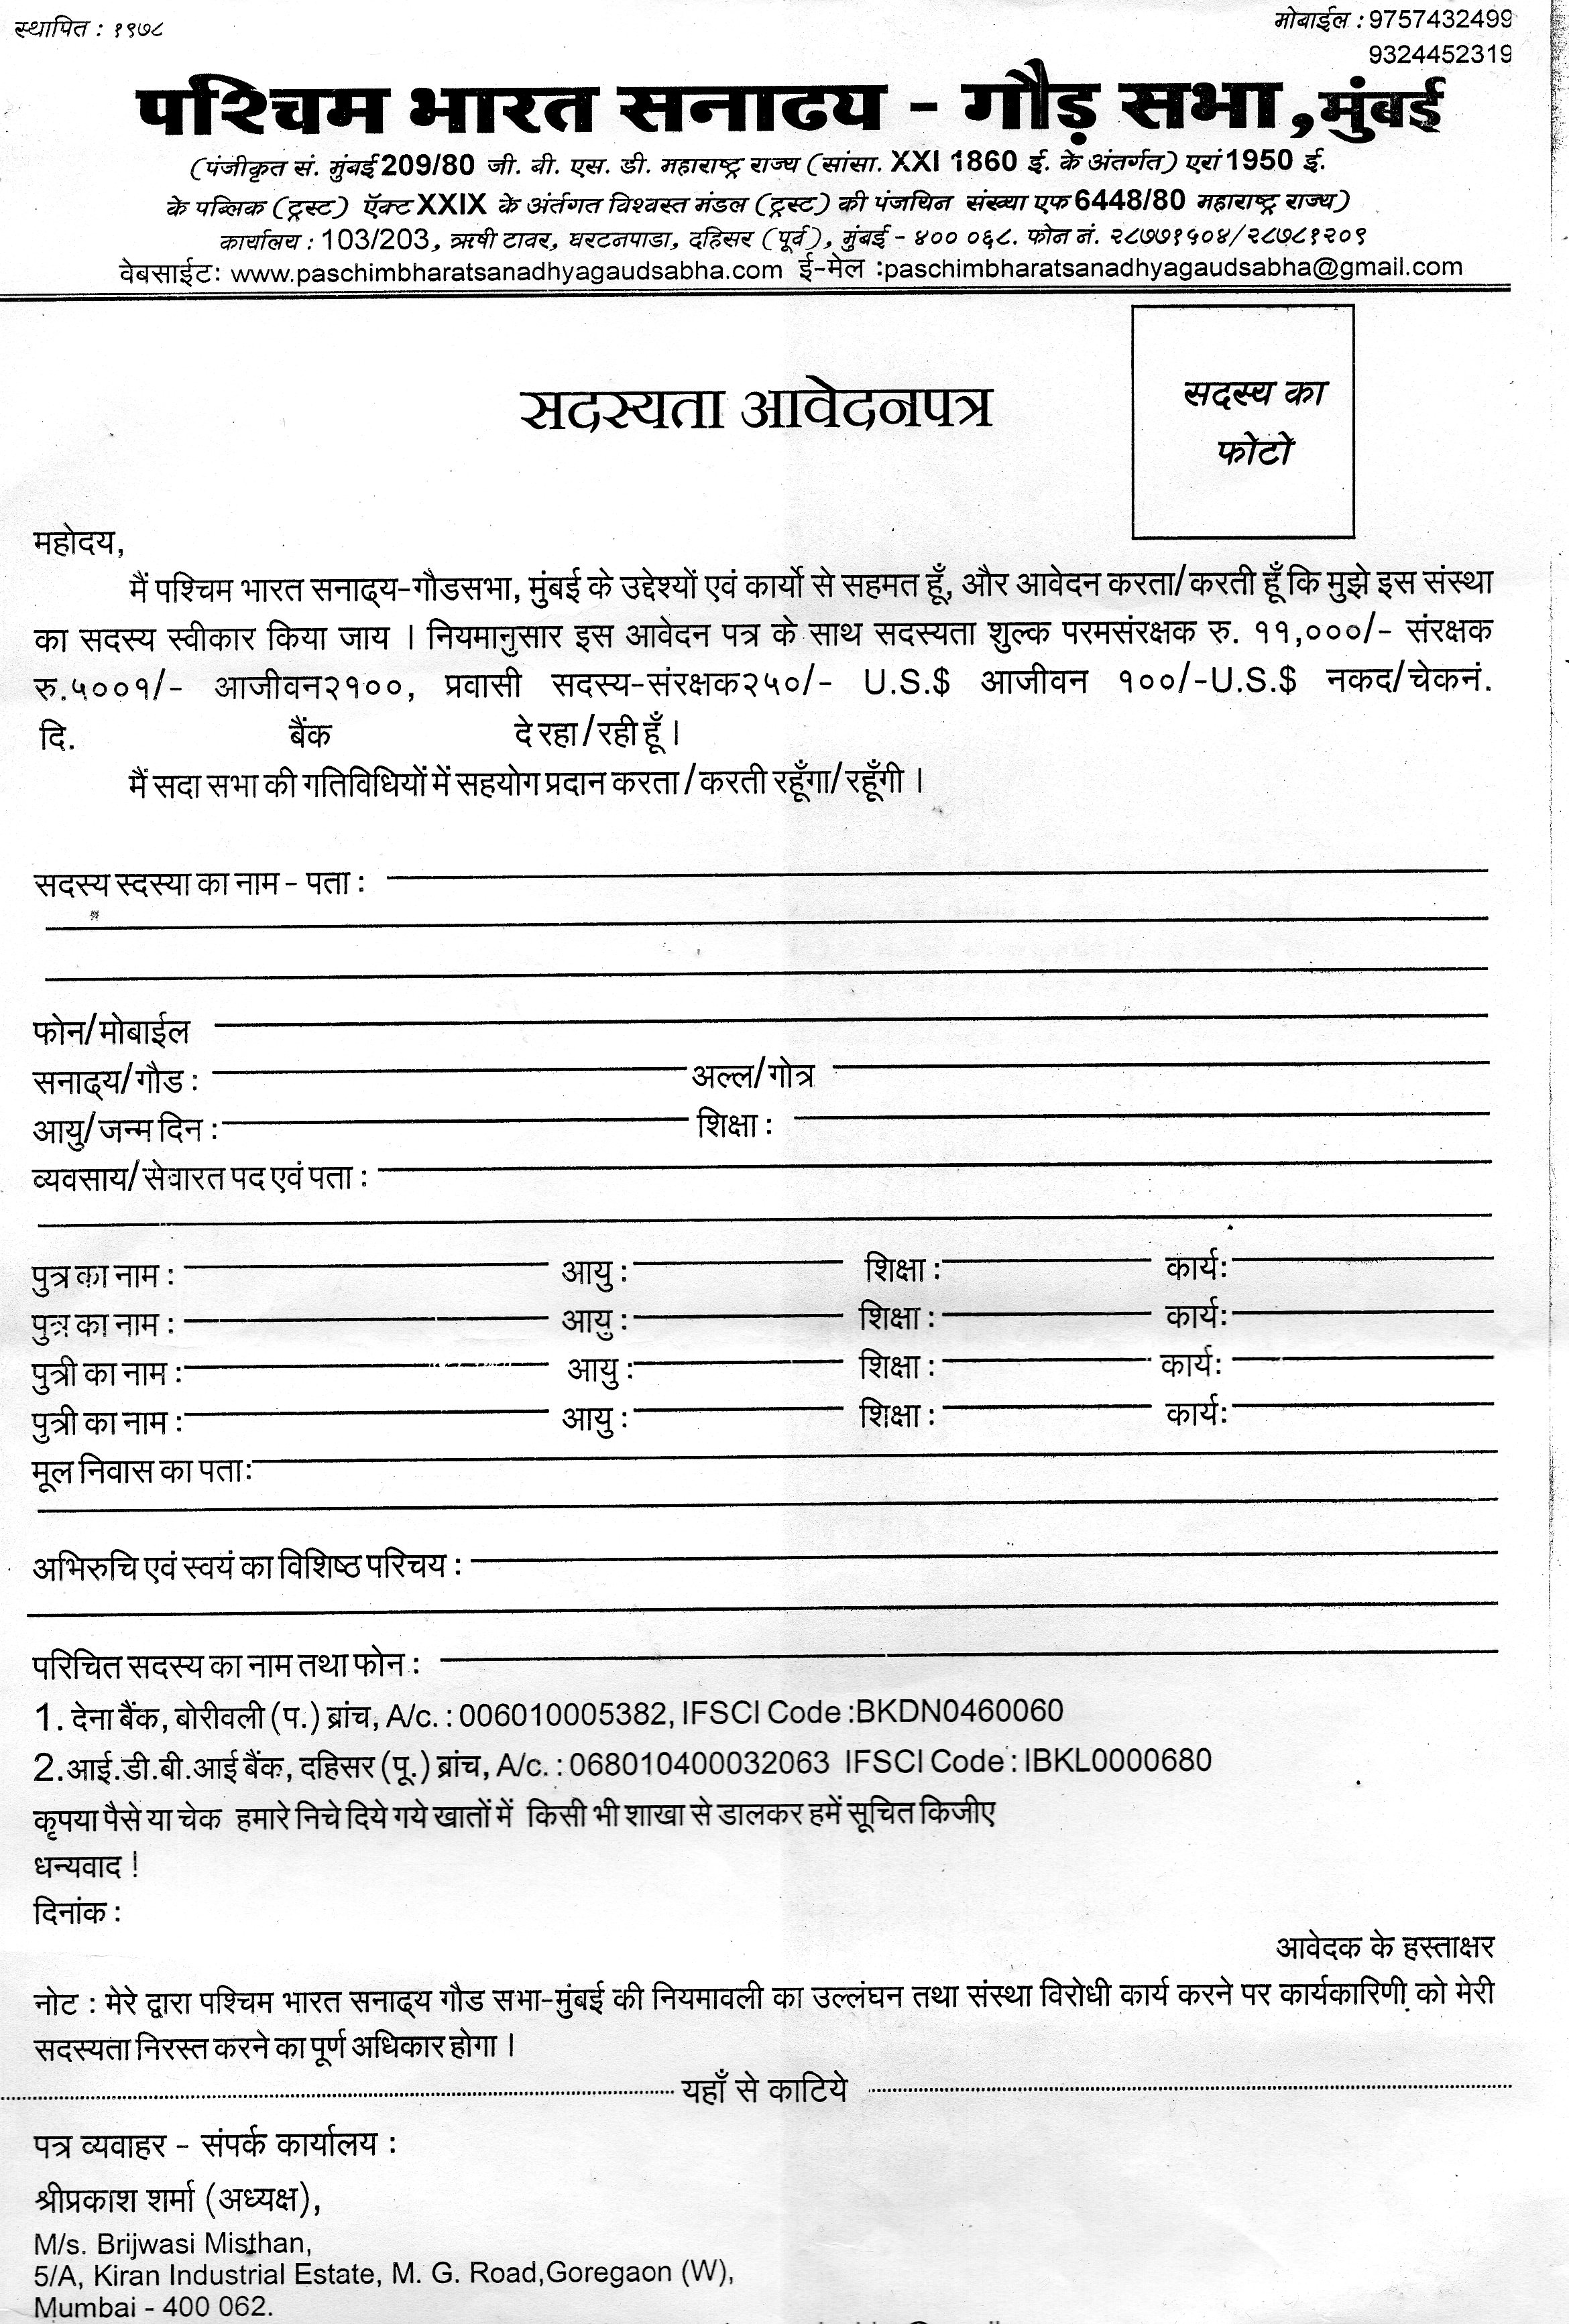 स्थापित : १९७८
मोबाईल : 9757432499
9324452319
पश्चिम भारत सनाढय - गौड़ सभा, मुंबई
(पंजीकृत सं. मुंबई 209/80 जी. बी. एस. डी. महाराष्ट्र राज्य (सांसा. XXI 1860 ई. के अंतर्गत) एरां 1950 ई.
के पब्लिक (ट्रस्ट) ऍक्ट XXIX के अंर्तगत विश्वस्त मंडल (ट्रस्ट) की पंजयिन संख्या एफ 6448/80 महाराष्ट्र राज्य)
कार्यालय : 103/203, ऋषी टावर, घरटनपाडा, दहिसर (पूर्व), मुंबई - ४०० ०६८. फोन नं. २८७७१५०४/२८७८१२०९
वेबसाईट: www.paschimbharatsanadhyagaudsabha.com ई-मेल :paschimbharatsanadhyagaudsabha@gmail.com
सदस्यता आवेदनपत्र
सदस्य का
फोटो
महोदय,
मैं पश्चिम भारत सनाढ्य-गौडसभा, मुंबई के उद्देश्यों एवं कार्यो से सहमत हूँ, और आवेदन करता/करती हूँ कि मुझे इस संस्था
का सदस्य स्वीकार किया जाय । नियमानुसार इस आवेदन पत्र के साथ सदस्यता शुल्क परमसंरक्षक रु. ११,०००/- संरक्षक
रु.५००१/- आजीवन२१००, प्रवासी सदस्य-संरक्षक२५०/- U.S.$ आजीवन १००/-U.S.$ नकद/चेकनं.
दि. बैंक दे रहा/रही हूँ ।
मैं सदा सभा की गतिविधियों में सहयोग प्रदान करता/करती रहूँगा/रहूँगी ।
सदस्य स्दस्या का नाम - पता :
फोन/मोबाईल
सनाढ्य/गौड : अल्ल/गोत्र
आयु/जन्म दिन : शिक्षा :
व्यवसाय/सेवारत पद एवं पता :
पुत्र का नाम : आयु : शिक्षा : कार्य:
पुत्र का नाम : आयु : शिक्षा : कार्य:
पुत्री का नाम : आयु : शिक्षा : कार्य:
पुत्री का नाम : आयु : शिक्षा : कार्य:
मूल निवास का पता:
अभिरुचि एवं स्वयं का विशिष्ठ परिचय :
परिचित सदस्य का नाम तथा फोन :
1. देना बैंक, बोरीवली (प.) ब्रांच, A/c. : 006010005382, IFSCI Code :BKDN0460060
2.आई.डी.बी.आई बैंक, दहिसर (पू.) ब्रांच, A/c. : 068010400032063 IFSCI Code : IBKL0000680
कृपया पैसे या चेक हमारे निचे दिये गये खातों में किसी भी शाखा से डालकर हमें सूचित किजीए
धन्यवाद !
दिनांक :
आवेदक के हस्ताक्षर
नोट : मेरे द्वारा पश्चिम भारत सनाढ्य गौड सभा-मुंबई की नियमावली का उल्लंघन तथा संस्था विरोधी कार्य करने पर कार्यकारिणी को मेरी
सदस्यता निरस्त करने का पूर्ण अधिकार होगा ।
यहाँ से काटिये
पत्र व्यवाहर - संपर्क कार्यालय :
श्रीप्रकाश शर्मा (अध्यक्ष),
M/s. Brijwasi Misthan,
5/A, Kiran Industrial Estate, M. G. Road,Goregaon (W),
Mumbai - 400 062.